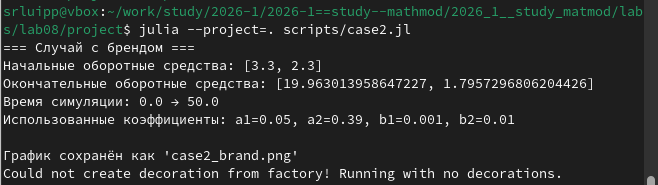 srluipp@vbox:~/work/study/2026-1/2026-1==study--mathmod/2026_1__study_matmod/lab
s/lab08/project$ julia --project=. scripts/case2.jl
=== Случай с брендом ===
Начальные оборотные средства: [3.3, 2.3]
Окончательные оборотные средства: [19.963013958647227, 1.7957296806204426]
Время симуляции: 0.0 → 50.0
Использованные коэффициенты: a1=0.05, a2=0.39, b1=0.001, b2=0.01
График сохранён как 'case2_brand.png'
Could not create decoration from factory! Running with no decorations.